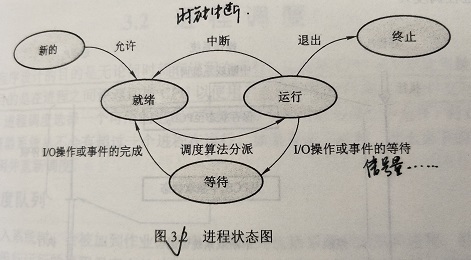 时钟中断.
新的
允许
中断
退出
终止
就绪
运行
I/O操作或事件的完成
调度算法分派
I/O操作或事件的等待
信号量……
等待
图 3.2 进程状态图